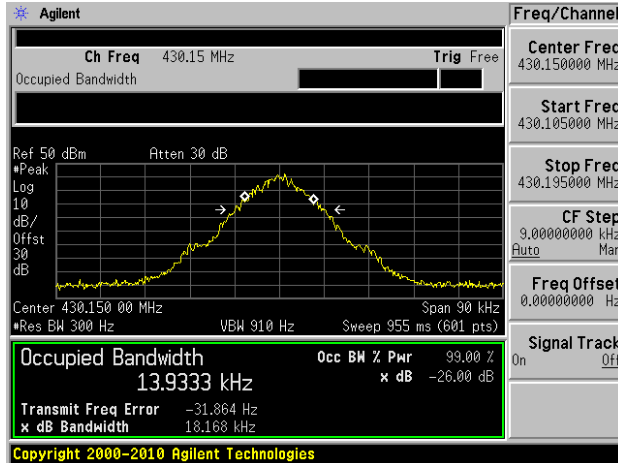 Agilent
Freq/Channel
Ch Freq 430.15 MHz Trig Free
Occupied Bandwidth
Center Freq
430.150000 MHz
Start Freq
430.105000 MHz
Stop Freq
430.195000 MHz
CF Step
9.00000000 kHz
Auto Man
Freq Offset
0.00000000 Hz
Signal Track
On Off
Ref 50 dBm Atten 30 dB
#Peak
Log
10
dB/
Offst
30
dB
Center 430.150 00 MHz Span 90 kHz
#Res BW 300 Hz VBW 910 Hz Sweep 955 ms (601 pts)
Occupied Bandwidth Occ BW % Pwr 99.00 %
13.9333 kHz x dB -26.00 dB
Transmit Freq Error -31.864 Hz
x dB Bandwidth 18.168 kHz
Copyright 2000-2010 Agilent Technologies